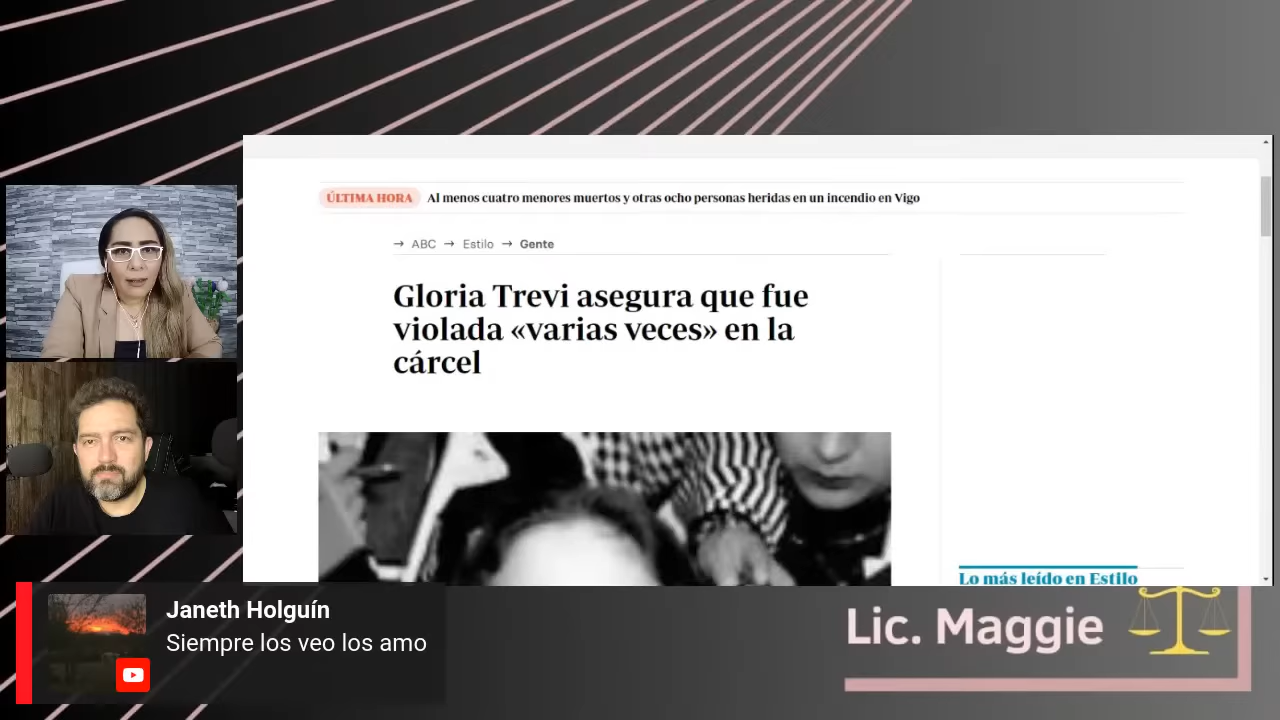 ÚLTIMA HORA Al menos cuatro menores muertos y otras ocho personas heridas en un incendio en Vigo
→ ABC → Estilo → Gente
Gloria Trevi asegura que fue
violada «varias veces» en la
cárcel
Lo más leído en Estilo
Janeth Holguín
Siempre los veo los amo
Lic. Maggie